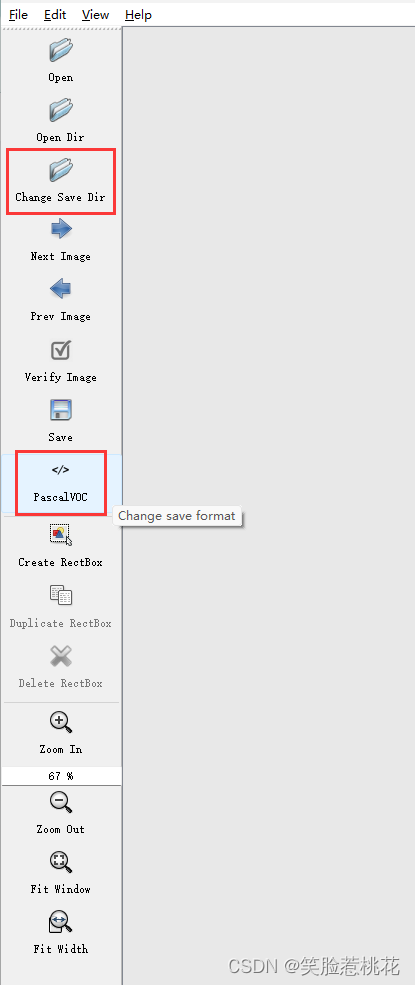 File Edit View Help
Open
Open Dir
Change Save Dir
Next Image
Prev Image
Verify Image
Save
</>
PascalVOC
Change save format
Create RectBox
Duplicate RectBox
Delete RectBox
Zoom In
67 %
Zoom Out
Fit Window
Fit Width
CSDN @笑脸惹桃花